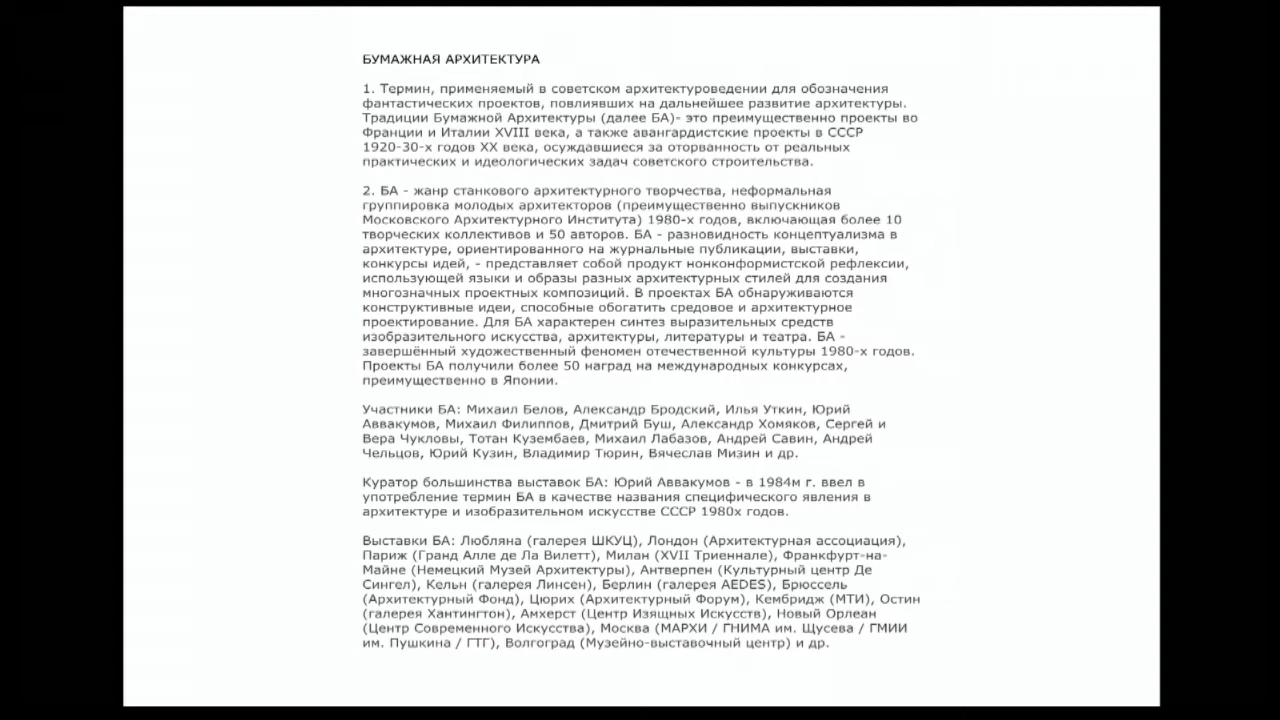 БУМАЖНАЯ АРХИТЕКТУРА
1. Термин, применяемый в советском архитектуроведении для обозначения
фантастических проектов, повлиявших на дальнейшее развитие архитектуры.
Традиции Бумажной Архитектуры (далее БА)- это преимущественно проекты во
Франции и Италии XVIII века, а также авангардистские проекты в СССР
1920-30-х годов XX века, осуждавшиеся за оторванность от реальных
практических и идеологических задач советского строительства.
2. БА - жанр станкового архитектурного творчества, неформальная
группировка молодых архитекторов (преимущественно выпускников
Московского Архитектурного Института) 1980-х годов, включающая более 10
творческих коллективов и 50 авторов. БА - разновидность концептуализма в
архитектуре, ориентированного на журнальные публикации, выставки,
конкурсы идей, - представляет собой продукт нонконформистской рефлексии,
использующей языки и образы разных архитектурных стилей для создания
многозначных проектных композиций. В проектах БА обнаруживаются
конструктивные идеи, способные обогатить средовое и архитектурное
проектирование. Для БА характерен синтез выразительных средств
изобразительного искусства, архитектуры, литературы и театра. БА -
завершённый художественный феномен отечественной культуры 1980-х годов.
Проекты БА получили более 50 наград на международных конкурсах,
преимущественно в Японии.
Участники БА: Михаил Белов, Александр Бродский, Илья Уткин, Юрий
Аввакумов, Михаил Филиппов, Дмитрий Буш, Александр Хомяков, Сергей и
Вера Чукловы, Тотан Кузембаев, Михаил Лабазов, Андрей Савин, Андрей
Чельцов, Юрий Кузин, Владимир Тюрин, Вячеслав Мизин и др.
Куратор большинства выставок БА: Юрий Аввакумов - в 1984м г. ввел в
употребление термин БА в качестве названия специфического явления в
архитектуре и изобразительном искусстве СССР 1980х годов.
Выставки БА: Любляна (галерея ШКУЦ), Лондон (Архитектурная ассоциация),
Париж (Гранд Алле де Ла Вилетт), Милан (XVII Триеннале), Франкфурт-на-
Майне (Немецкий Музей Архитектуры), Антверпен (Культурный центр Де
Сингел), Кельн (галерея Линсен), Берлин (галерея AEDES), Брюссель
(Архитектурный Фонд), Цюрих (Архитектурный Форум), Кембридж (МТИ), Остин
(галерея Хантингтон), Амхерст (Центр Изящных Искусств), Новый Орлеан
(Центр Современного Искусства), Москва (МАРХИ / ГНИМА им. Щусева / ГМИИ
им. Пушкина / ГТГ), Волгоград (Музейно-выставочный центр) и др.